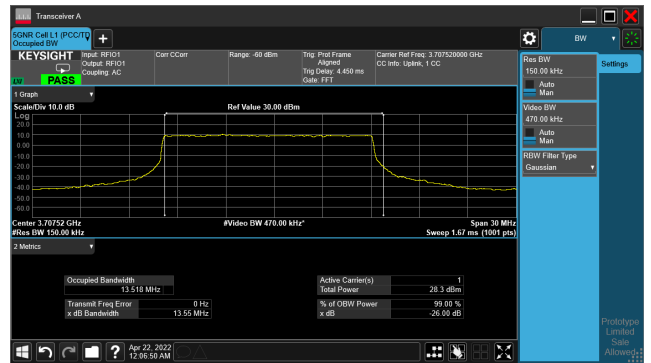 Transceiver A
5GNR Cell L1 (PCC/TD
Occupied BW
BW
KEYSIGHT
LW
PASS
Input: RFIO1
Output: RFIO1
Coupling: AC
Corr CCorr
Range: -60 dBm
Trig: Prot Frame
Aligned
Trig Delay: 4.450 ms
Gate: FFT
Carrier Ref Freq: 3.707520000 GHz
CC Info: Uplink, 1 CC
Res BW
150.00 kHz
Auto
Man
Settings
Video BW
470.00 kHz
Auto
Man
RBW Filter Type
Gaussian
1 Graph
Scale/Div 10.0 dB
Ref Value 30.00 dBm
Log
20.0
10.0
0.00
-10.0
-20.0
-30.0
-40.0
-50.0
-60.0
Center 3.70752 GHz
#Video BW 470.00 kHz*
Span 30 MHz
#Res BW 150.00 kHz
Sweep 1.67 ms (1001 pts)
2 Metrics
Occupied Bandwidth
13.518 MHz
Active Carrier(s) 1
Total Power 28.3 dBm
Transmit Freq Error 0 Hz
x dB Bandwidth 13.55 MHz
% of OBW Power 99.00 %
x dB -26.00 dB
Prototype
Limited
Sale
Allowed
Apr 22, 2022
12:06:50 AM